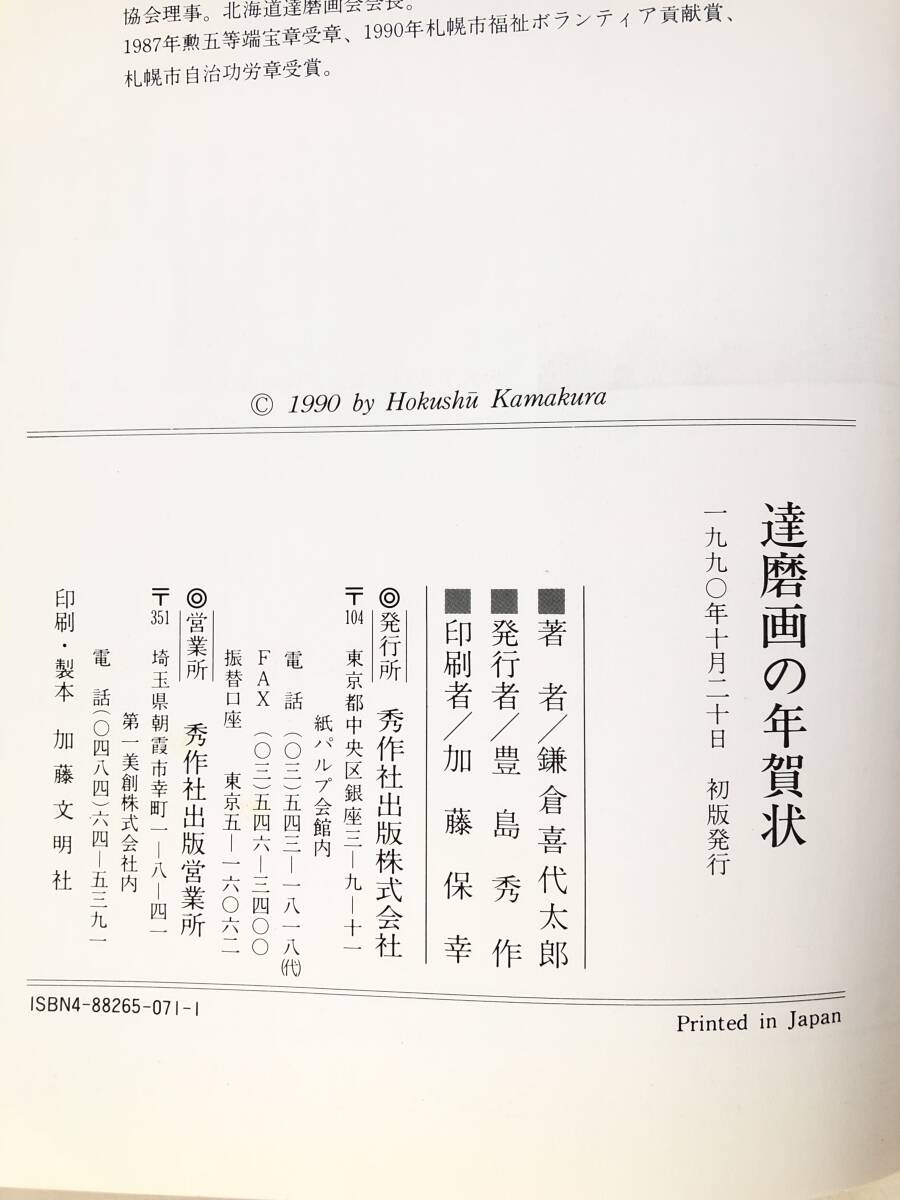 協会理事。北海道達磨画会会長。
1987年勲五等端宝章受章、1990年札幌市福祉ボランティア貢献賞、
札幌市自治功労章受賞。
© 1990 by Hokushū Kamakura
達磨画の年賀状
一九九〇年十月二十日 初版発行
■著 者/鎌倉喜代太郎
■発行者/豊島秀作
■印刷者/加藤保幸
◎発行所 秀作社出版株式会社
〒104 東京都中央区銀座三―九―十一
紙パルプ会館内
電 話 (〇三)五四三―一八一八(代)
FAX (〇三)五四六―三四〇〇
振替口座 東京五―一六〇六二
◎営業所 秀作社出版営業所
〒351 埼玉県朝霞市幸町一―八―四一
第一美創株式会社内
電 話(〇四八四)六四―五三九一
印刷・製本 加藤文明社
ISBN4-88265-071-1
Printed in Japan